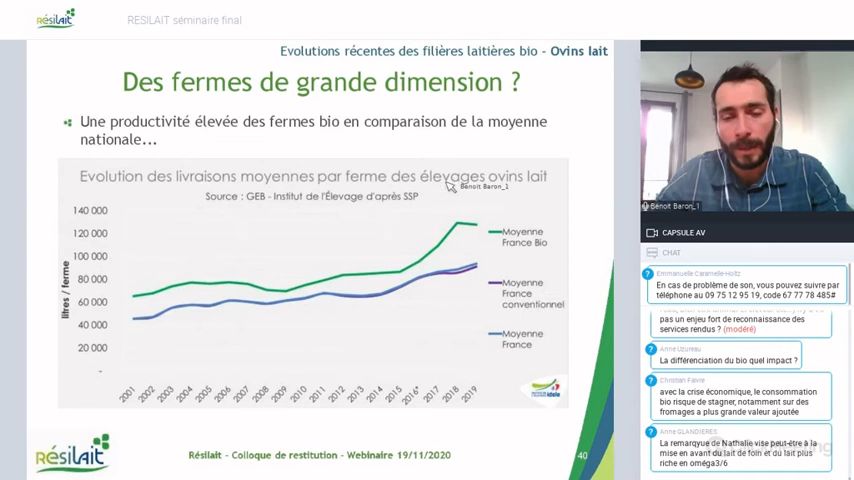 Résilait
RESILAIT séminaire final
Evolutions récentes des filières laitières bio - Ovins lait
Des fermes de grande dimension ?
Une productivité élevée des fermes bio en comparaison de la moyenne
nationale…
Evolution des livraisons moyennes par ferme des élevages ovins lait
Benoit Baron_1
Source : GEB - Institut de l'Élevage d'après SSP
litres / ferme
140 000
120 000
100 000
80 000
60 000
40 000
20 000
-
2001 2002 2003 2004 2005 2006 2007 2008 2009 2010 2011 2012 2013 2014 2015 2016* 2017 2018 2019
Moyenne
France Bio
Moyenne
France
conventionnel
Moyenne
France
idele
Résilait
Résilait - Colloque de restitution - Webinaire 19/11/2020
40
Benoit Baron_1
CAPSULE AV
CHAT
Emmanuelle Caramelle-Holtz
En cas de problème de son, vous pouvez suivre par
téléphone au 09 75 12 95 19, code 67 77 78 485#
pas un enjeu fort de reconnaissance des
services rendus ? (modéré)
Anne Uzureau
La différenciation du bio quel impact ?
Christian Faivre
avec la crise économique, le consommation
bio risque de stagner, notamment sur des
fromages a plus grande valeur ajoutée
Anne GLANDIERES
La remarqyue de Nathalie vise peut-être à la
mise en avant du lait de foin et du lait plus
riche en oméga3/6